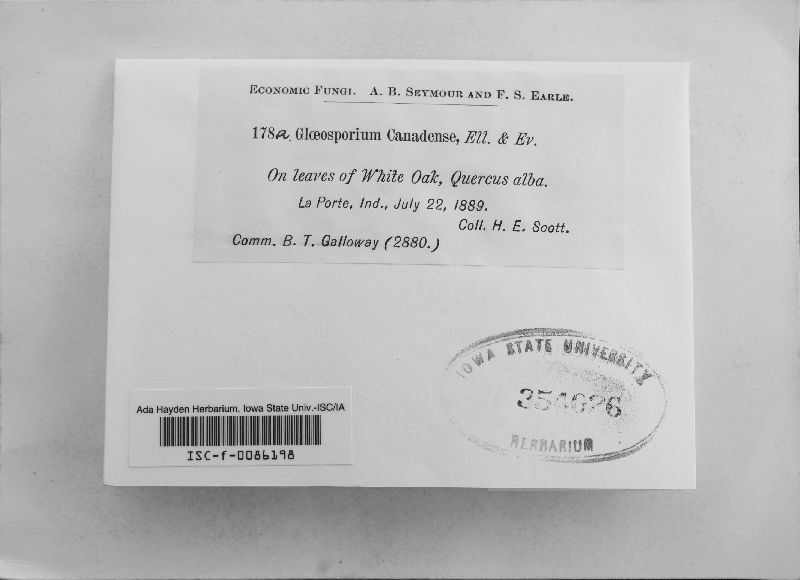 ECONOMIC FUNGI. A. B. SEYMOUR AND F. S. EARLE.
178a. Glœosporium Canadense, Ell. & Ev.
On leaves of White Oak, Quercus alba.
La Porte, Ind., July 22, 1889.
Coll. H. E. Scott.
Comm. B. T. Galloway (2880.)
IOWA STATE UNIVERSITY
354626
HERBARIUM
Ada Hayden Herbarium, Iowa State Univ.-ISC/IA
ISC-f-0086198